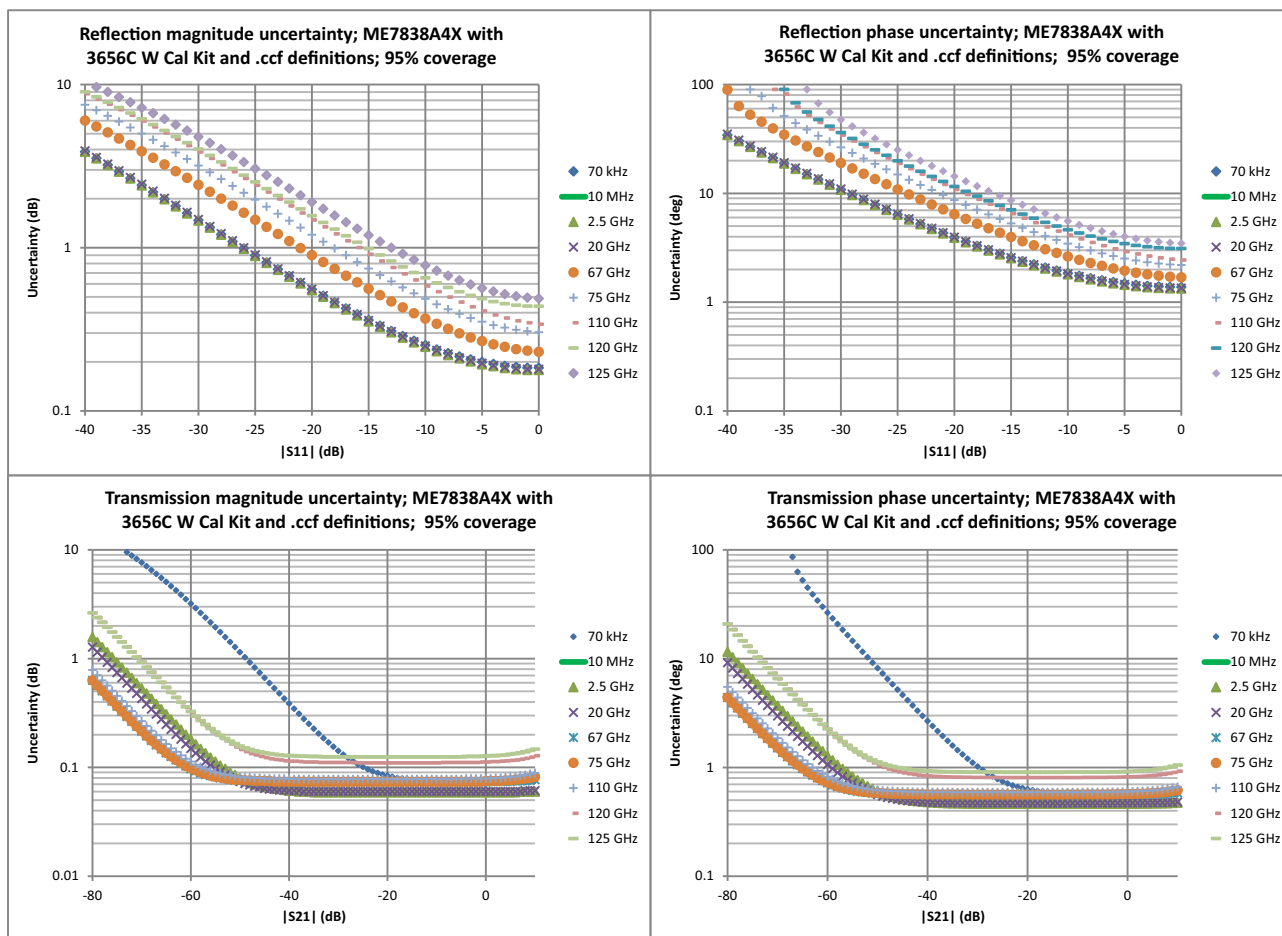 Reflection magnitude uncertainty; ME7838A4X with
3656C W Cal Kit and .ccf definitions; 95% coverage
10
1
0.1
Uncertainty (dB)
-40 -35 -30 -25 -20 -15 -10 -5 0
|S11| (dB)
70 kHz
10 MHz
2.5 GHz
20 GHz
67 GHz
75 GHz
110 GHz
120 GHz
125 GHz
Reflection phase uncertainty; ME7838A4X with
3656C W Cal Kit and .ccf definitions; 95% coverage
100
10
1
0.1
Uncertainty (deg)
-40 -35 -30 -25 -20 -15 -10 -5 0
|S11| (dB)
70 kHz
10 MHz
2.5 GHz
20 GHz
67 GHz
75 GHz
110 GHz
120 GHz
125 GHz
Transmission magnitude uncertainty; ME7838A4X with
3656C W Cal Kit and .ccf definitions; 95% coverage
10
1
0.1
0.01
Uncertainty (dB)
-80 -60 -40 -20 0
|S21| (dB)
70 kHz
10 MHz
2.5 GHz
20 GHz
67 GHz
75 GHz
110 GHz
120 GHz
125 GHz
Transmission phase uncertainty; ME7838A4X with
3656C W Cal Kit and .ccf definitions; 95% coverage
100
10
1
0.1
Uncertainty (deg)
-80 -60 -40 -20 0
|S21| (dB)
70 kHz
10 MHz
2.5 GHz
20 GHz
67 GHz
75 GHz
110 GHz
120 GHz
125 GHz